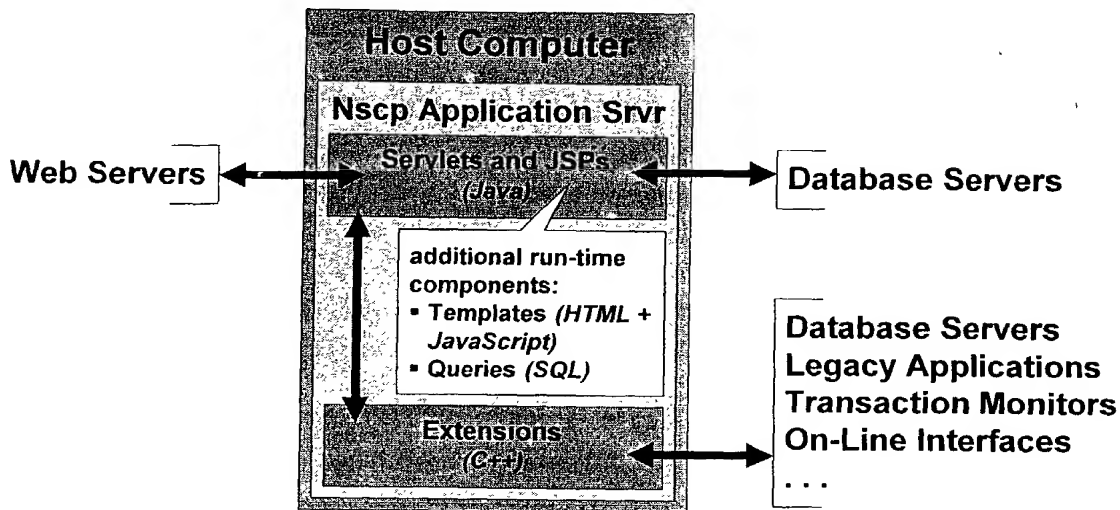 Host Computer
Nscp Application Srvr
Servlets and JSPs
(Java)
Web Servers
Database Servers
additional run-time
components:
▪ Templates (HTML +
JavaScript)
▪ Queries (SQL)
Extensions
(C++)
Database Servers
Legacy Applications
Transaction Monitors
On-Line Interfaces
. . .